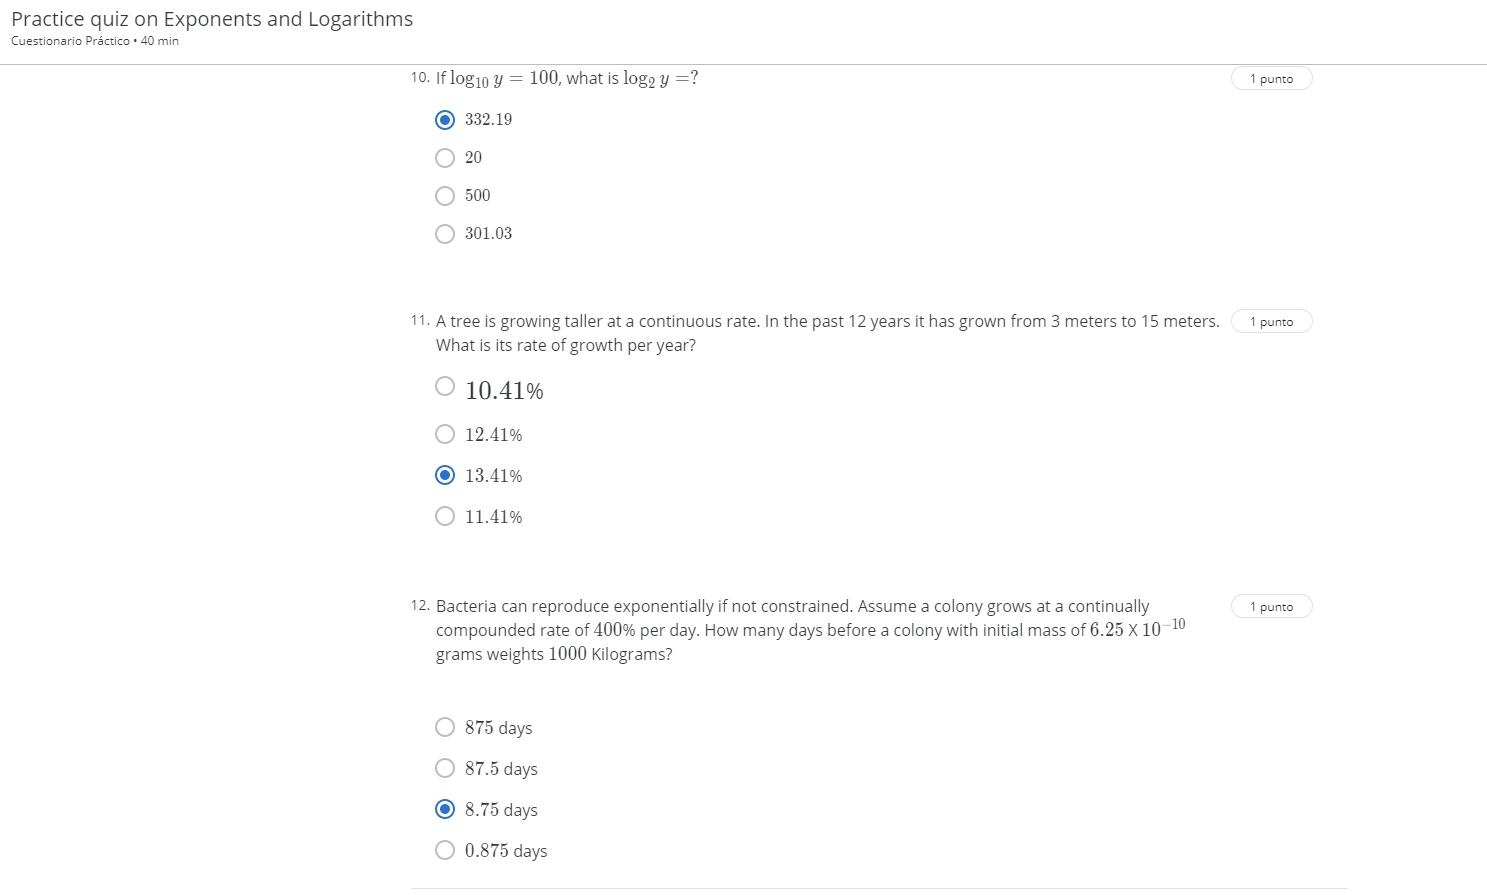 Practice quiz on Exponents and Logarithms
Cuestionario Práctico • 40 min
10. If log₁₀ y = 100, what is log₂ y =?
1 punto
332.19
20
500
301.03
11. A tree is growing taller at a continuous rate. In the past 12 years it has grown from 3 meters to 15 meters.
1 punto
What is its rate of growth per year?
10.41%
12.41%
13.41%
11.41%
12. Bacteria can reproduce exponentially if not constrained. Assume a colony grows at a continually
1 punto
compounded rate of 400% per day. How many days before a colony with initial mass of 6.25 X 10⁻¹⁰
grams weights 1000 Kilograms?
875 days
87.5 days
8.75 days
0.875 days